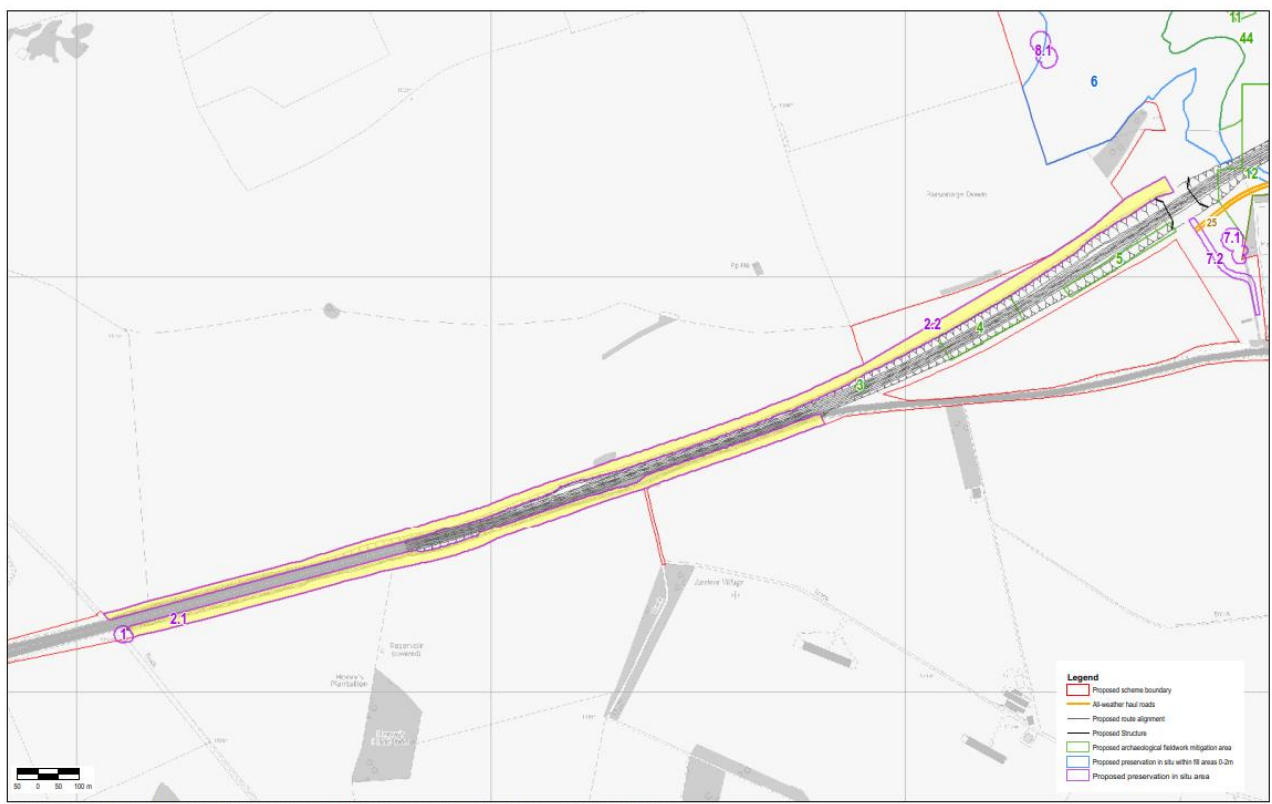 11
44
8.1
6
12
Parsonage Down
25
7.1
7.2
5
2.2
4
3
2.1
1
Reservoir
(covered)
Track
Legend
Proposed scheme boundary
All-weather haul roads
Proposed route alignment
Proposed Structure
Proposed archaeological fieldwork mitigation area
Proposed preservation in situ within fill areas 0-2m
Proposed preservation in situ area
50 0 50 100 m